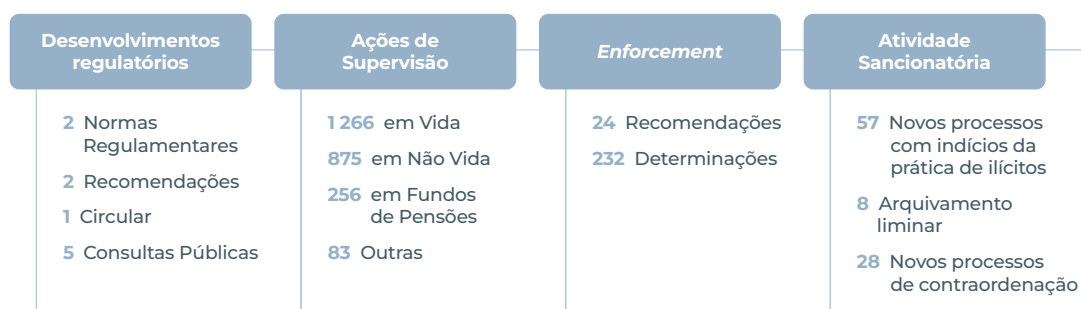 Desenvolvimentos
regulatórios
2 Normas
Regulamentares
2 Recomendações
1 Circular
5 Consultas Públicas
Ações de
Supervisão
1 266 em Vida
875 em Não Vida
256 em Fundos
de Pensões
83 Outras
Enforcement
24 Recomendações
232 Determinações
Atividade
Sancionatória
57 Novos processos
com indícios da
prática de ilícitos
8 Arquivamento
liminar
28 Novos processos
de contraordenação